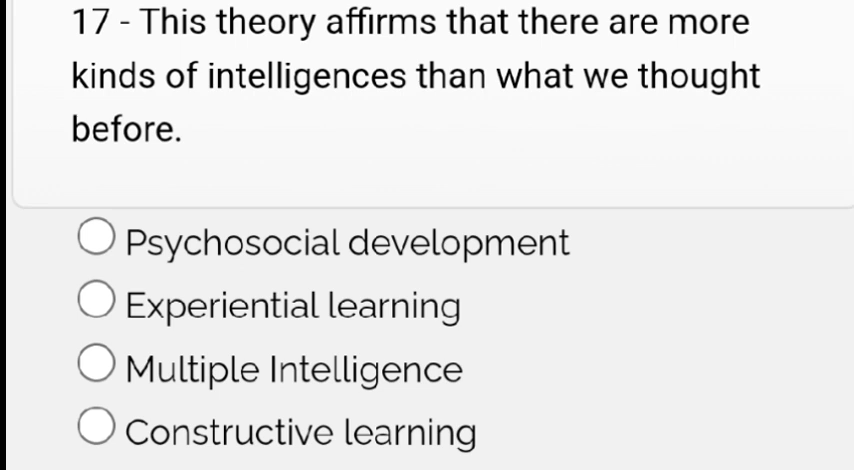 17 - This theory affirms that there are more
kinds of intelligences than what we thought
before.
Psychosocial development
Experiential learning
Multiple Intelligence
Constructive learning